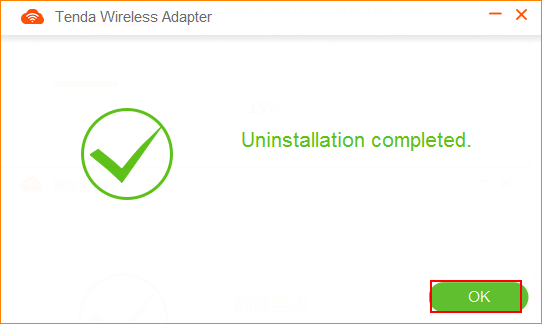 Tenda Wireless Adapter
Uninstallation completed.
OK